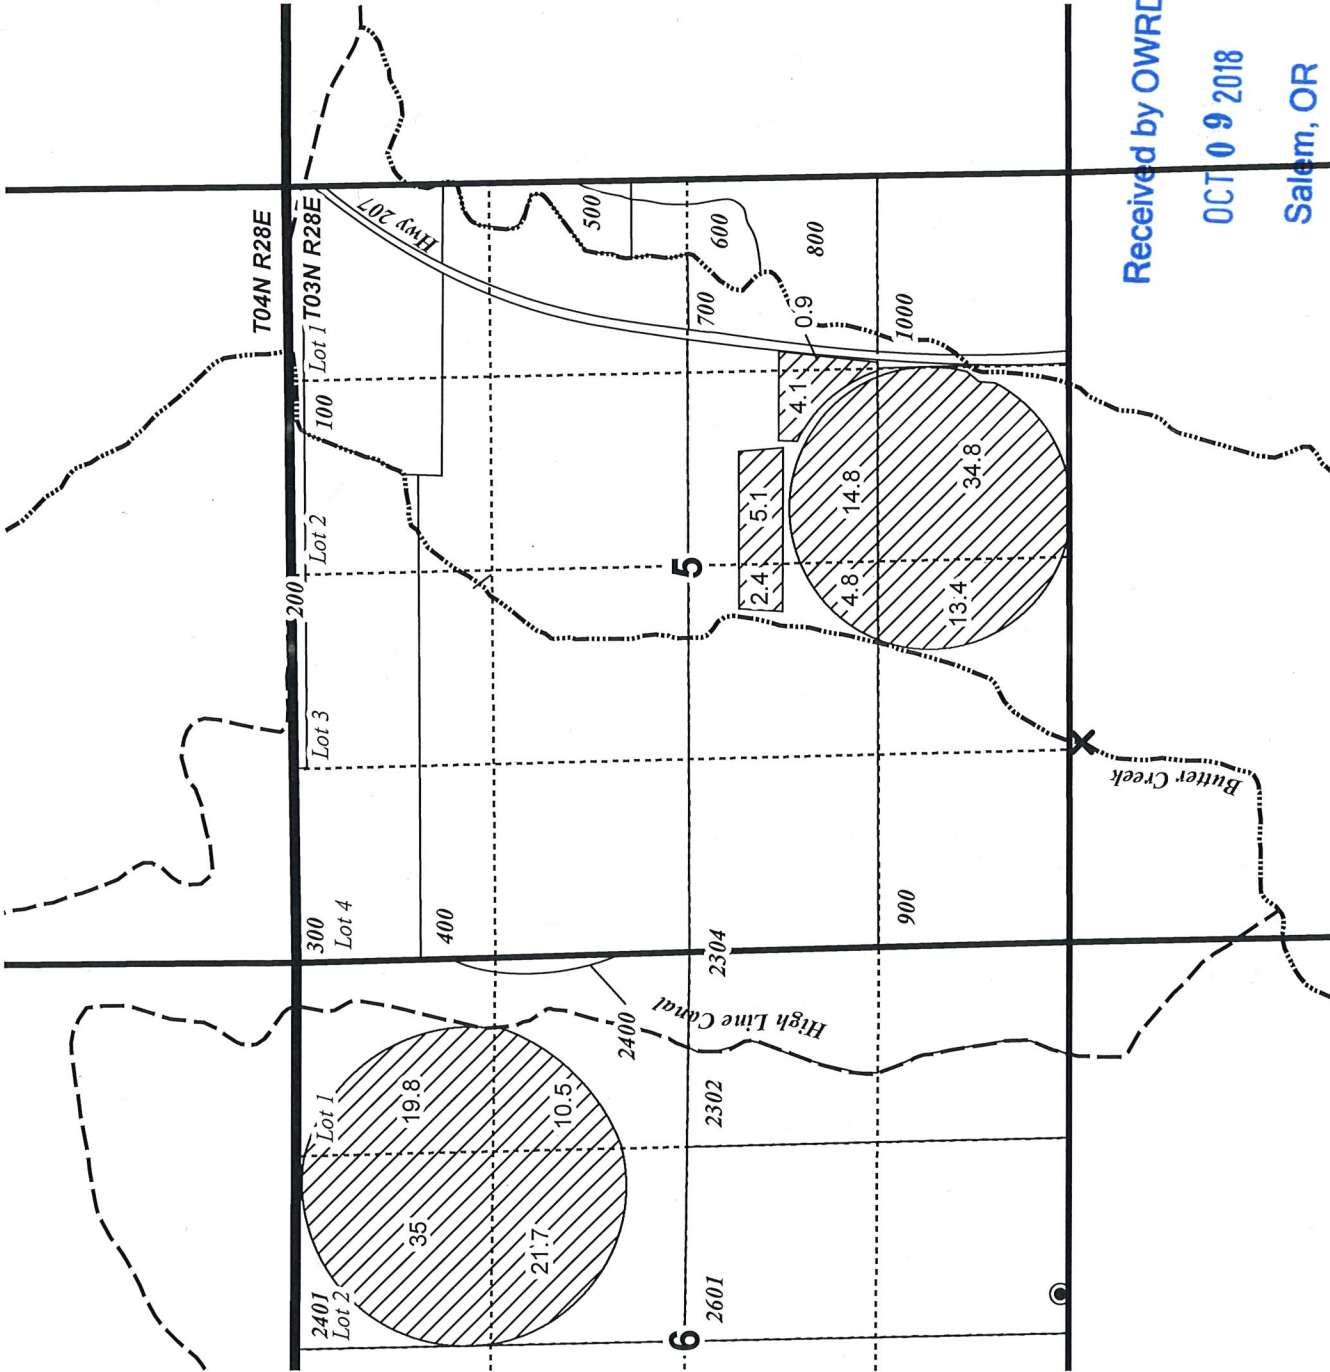 T04N R28E
T03N R28E
Hwy 207
Lot 1
100
Lot 2
200
Lot 3
300
Lot 4
400
500
600
700
800
0.9
1000
4.1
5.1
2.4
5
14.8
4.8
34.8
13.4
900
Butter Creek
2304
2400
High Line Canal
2302
Lot 1
19.8
10.5
35
21.7
2401
Lot 2
2601
6
Received by OWRD
OCT 09 2018
Salem, OR